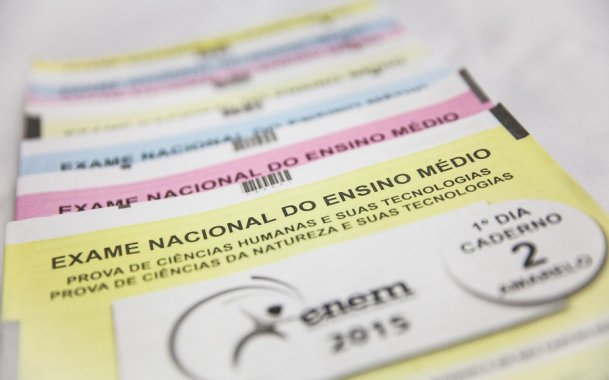 EXAME NACIONAL DO ENSINO MÉDIO
EXAME NACIONAL DO ENSINO MÉDIO
EXAME NACIONAL DO ENSINO MÉDIO
PROVA DE CIÊNCIAS HUMANAS E SUAS TECNOLOGIAS
PROVA DE CIÊNCIAS DA NATUREZA E SUAS TECNOLOGIAS
1º DIA
CADERNO
2
AMARELO
enem
2015